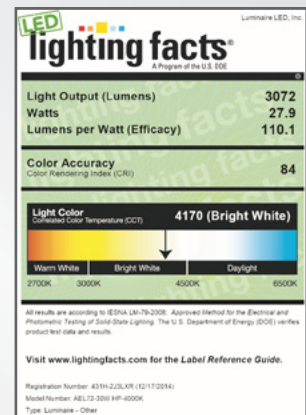 Luminaire LED, Inc.
LED
lighting facts®
A Program of the U.S. DOE
Light Output (Lumens) 3072
Watts 27.9
Lumens per Watt (Efficacy) 110.1
Color Accuracy
Color Rendering Index (CRI) 84
Light Color
Correlated Color Temperature (CCT) 4170 (Bright White)
Warm White Bright White Daylight
2700K 3000K 4500K 6500K
All results are according to IESNA LM-79-2008: Approved Method for the Electrical and
Photometric Testing of Solid-State Lighting. The U.S. Department of Energy (DOE) verifies
product test data and results.
Visit www.lightingfacts.com for the Label Reference Guide.
Registration Number: 431H-2J3LXR (12/17/2014)
Model Number: AEL72-30W HP-4000K
Type: Luminaire - Other